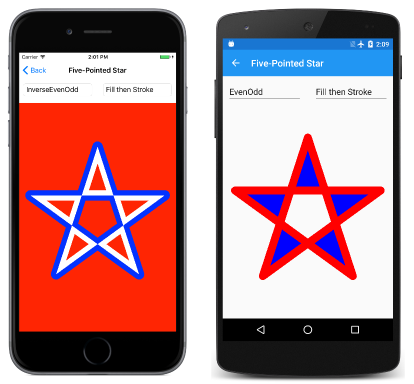 Carrier 2:01 PM
Back Five-Pointed Star
InverseEvenOdd Fill then Stroke
2:09
Five-Pointed Star
EvenOdd Fill then Stroke